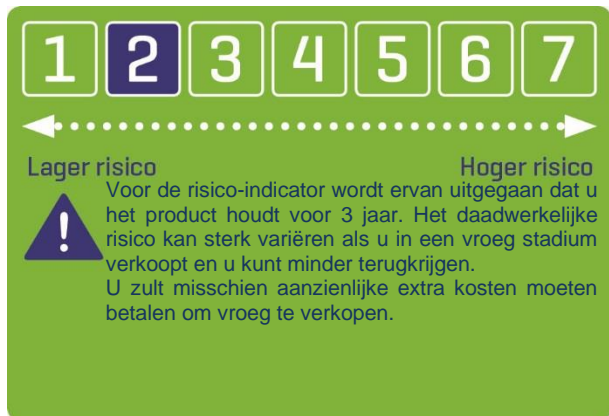 1 2 3 4 5 6 7
Lager risico Hoger risico
Voor de risico-indicator wordt ervan uitgegaan dat u
het product houdt voor 3 jaar. Het daadwerkelijke
risico kan sterk variëren als u in een vroeg stadium
verkoopt en u kunt minder terugkrijgen.
U zult misschien aanzienlijke extra kosten moeten
betalen om vroeg te verkopen.